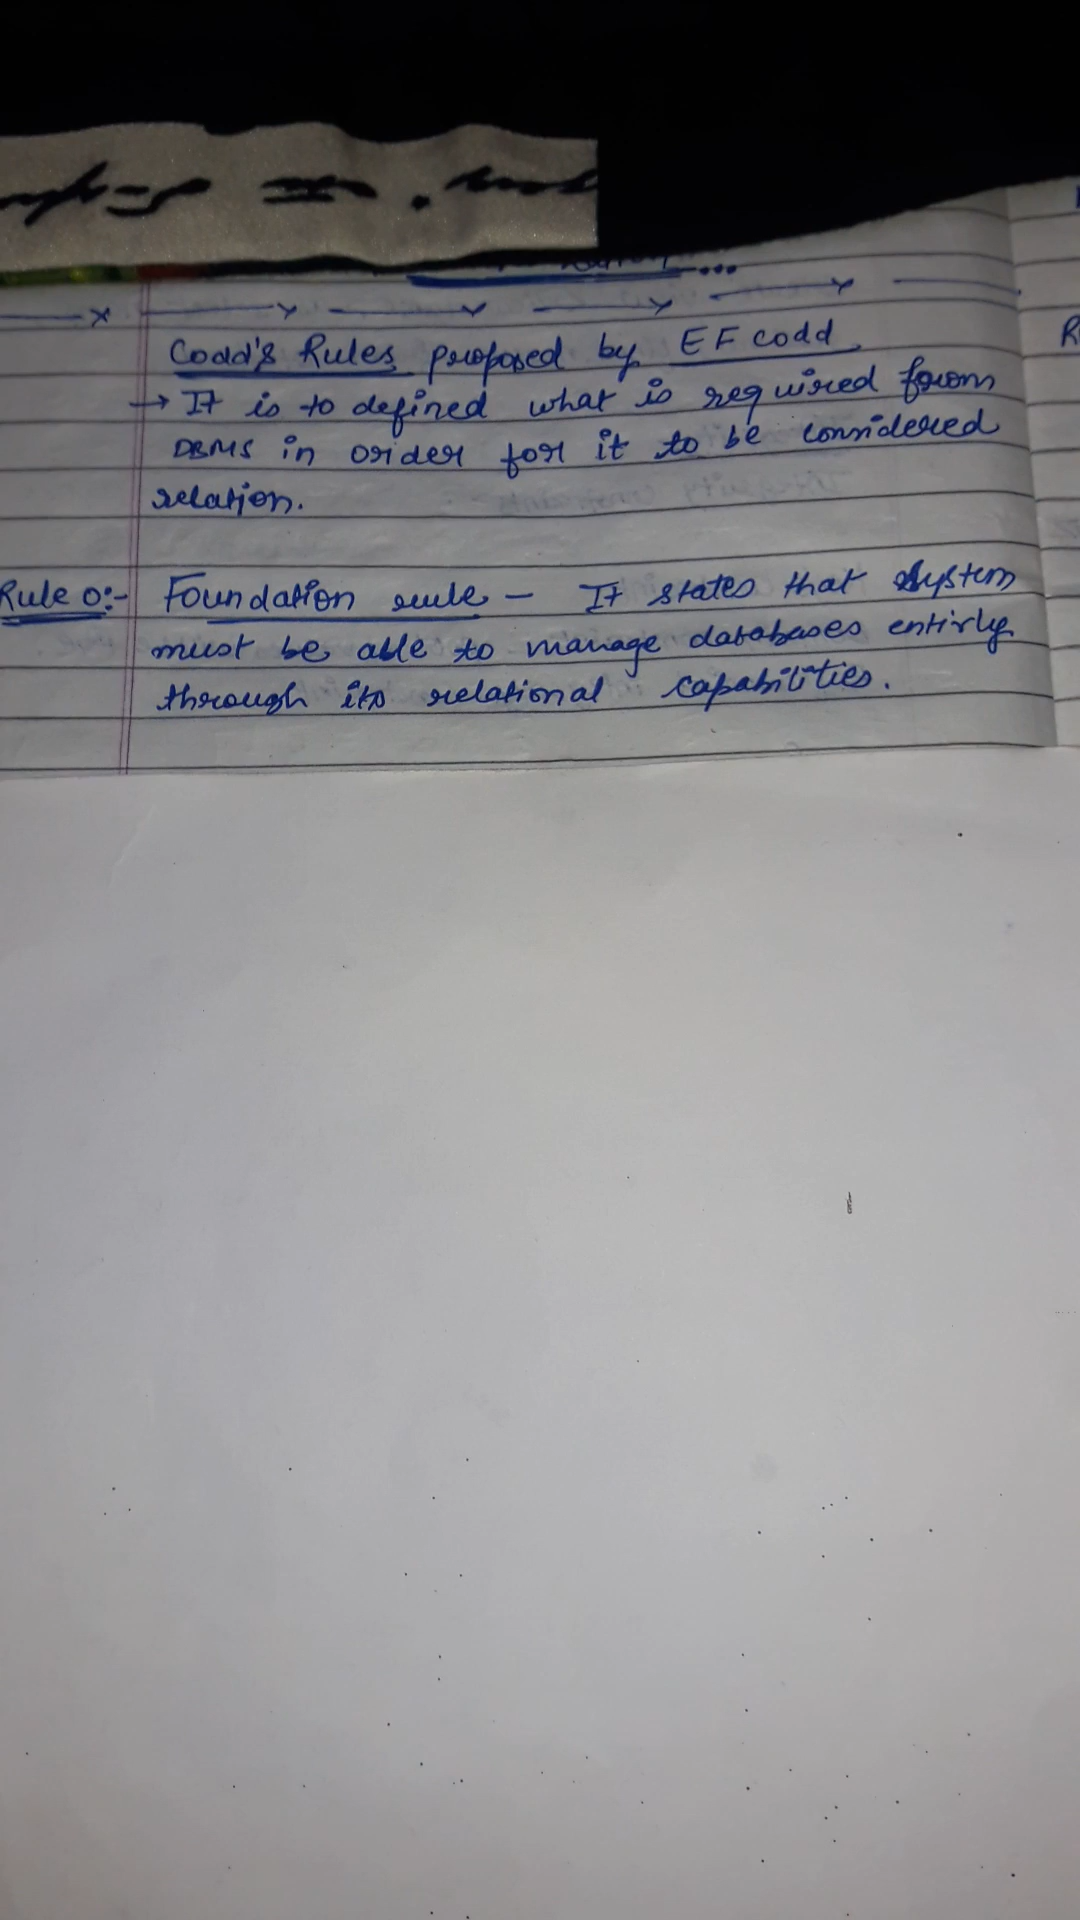 Codd's Rules proposed by EF codd
→ It is to defined what is required from
DBMS in order for it to be considered
relation.
Rule 0:- Foundation rule - It states that system
must be able to manage databases entirly
through its relational capabilities.